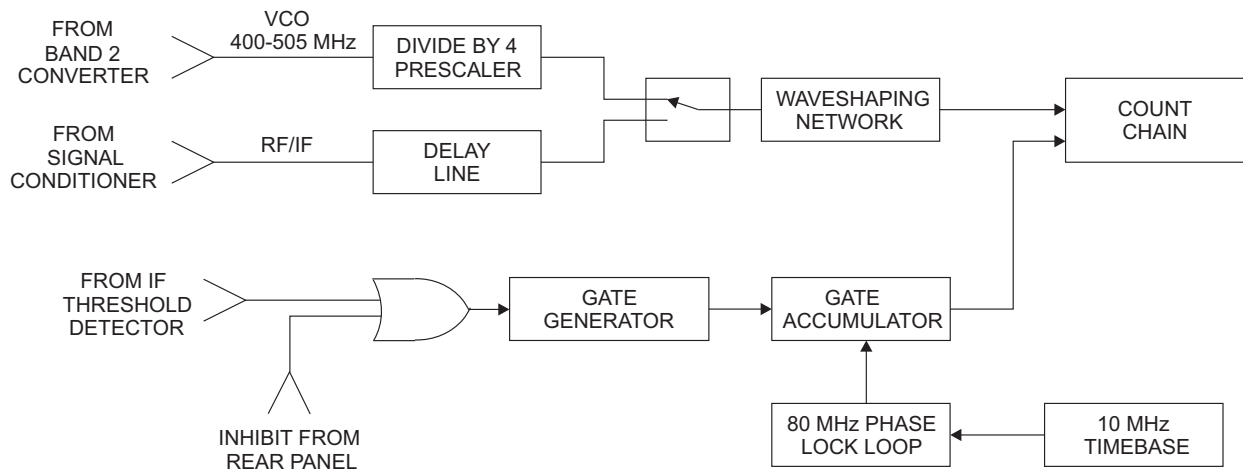 FROM
BAND 2
CONVERTER
VCO
400-505 MHz
DIVIDE BY 4
PRESCALER
WAVESHAPING
NETWORK
COUNT
CHAIN
FROM
SIGNAL
CONDITIONER
RF/IF
DELAY
LINE
FROM IF
THRESHOLD
DETECTOR
GATE
GENERATOR
GATE
ACCUMULATOR
INHIBIT FROM
REAR PANEL
80 MHz PHASE
LOCK LOOP
10 MHz
TIMEBASE